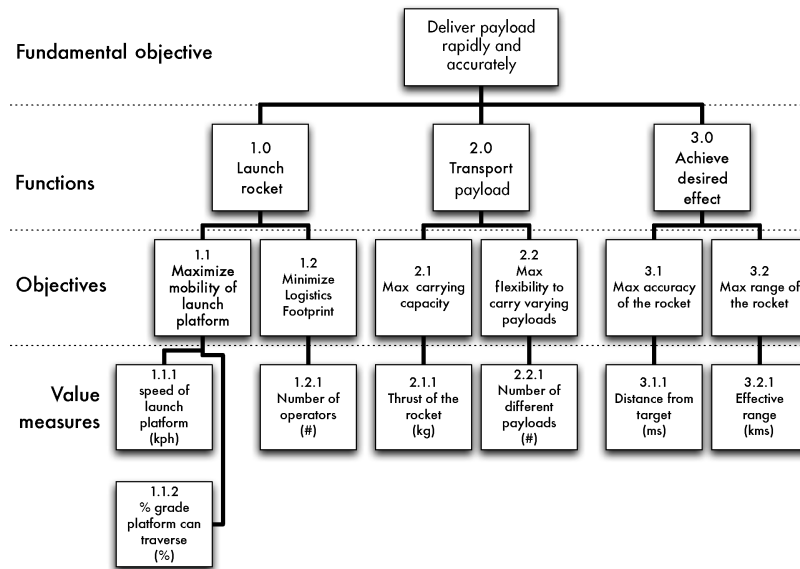 Fundamental objective
Deliver payload
rapidly and
accurately
Functions
1.0
Launch
rocket
2.0
Transport
payload
3.0
Achieve
desired
effect
Objectives
1.1
Maximize
mobility of
launch
platform
1.2
Minimize
Logistics
Footprint
2.1
Max carrying
capacity
2.2
Max
flexibility to
carry varying
payloads
3.1
Max accuracy
of the rocket
3.2
Max range of
the rocket
Value
measures
1.1.1
speed of
launch
platform
(kph)
1.2.1
Number of
operators
(#)
2.1.1
Thrust of the
rocket
(kg)
2.2.1
Number of
different
payloads
(#)
3.1.1
Distance from
target
(ms)
3.2.1
Effective
range
(kms)
1.1.2
% grade
platform can
traverse
(%)